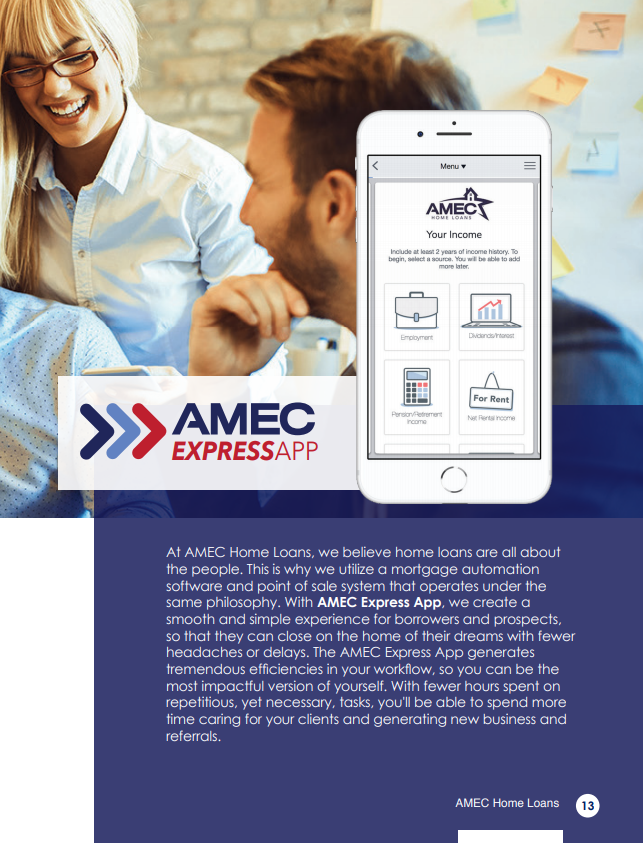 Menu ▾
AMEC
HOME LOANS
Your Income
Include at least 2 years of income history. To
begin, select a source. You will be able to add
more later.
Employment
Dividends/Interest
Pension/Retirement
Income
For Rent
Net Rental Income
AMEC
EXPRESSAPP
At AMEC Home Loans, we believe home loans are all about
the people. This is why we utilize a mortgage automation
software and point of sale system that operates under the
same philosophy. With AMEC Express App, we create a
smooth and simple experience for borrowers and prospects,
so that they can close on the home of their dreams with fewer
headaches or delays. The AMEC Express App generates
tremendous efficiencies in your workflow, so you can be the
most impactful version of yourself. With fewer hours spent on
repetitive, yet necessary, tasks, you'll be able to spend more
time caring for your clients and generating new business and
referrals.
AMEC Home Loans
13